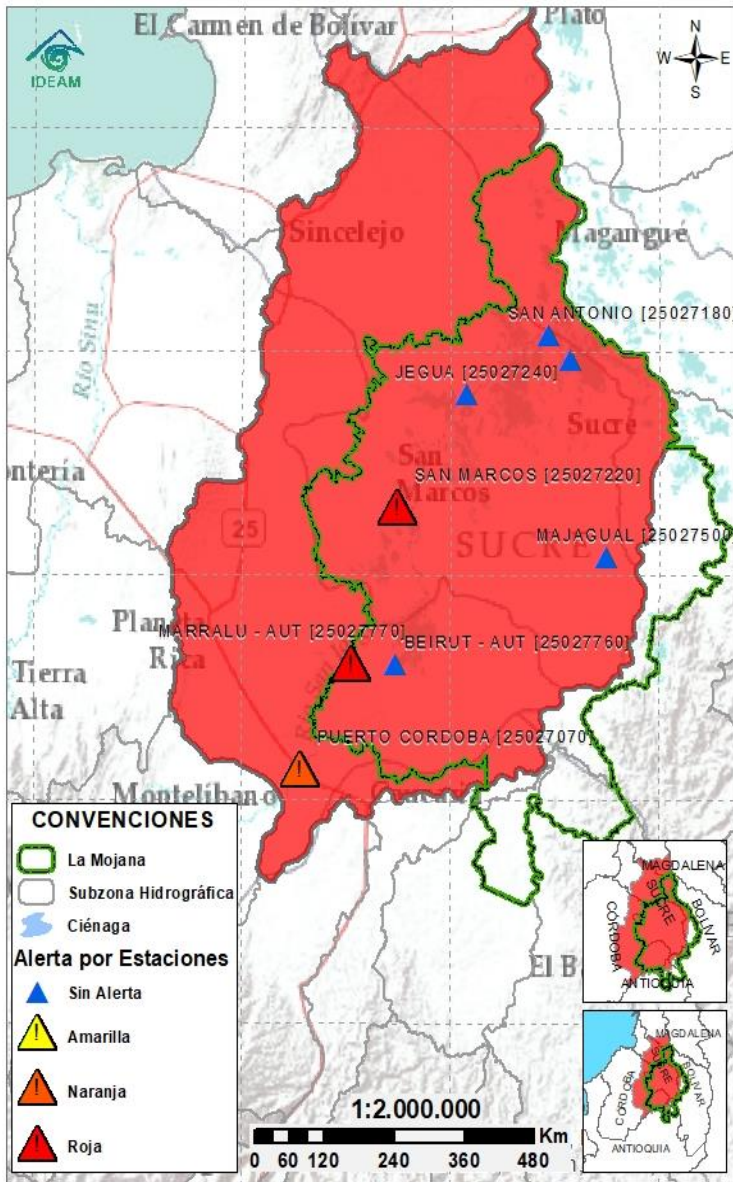 El Carmen de Bolívar
Plato
IDEAM
N
W E
S
Sincelejo
Magangué
SAN ANTONIO [25027180]
Río Sinú
JEGUA [25027240]
Sucre
ontería
San
Marcos
SAN MARCOS [25027220]
25
MAJAGUAL [25027500
SUCRE
Planeta
Rica
MARRALU - AUT [25027770]
BEIRUT - AUT [25027760]
Tierra
Alta
PUERTO CORDOBA [25027070]
Montelíbano
CONVENCIONES
La Mojana
Subzona Hidrográfica
Ciénaga
Alerta por Estaciones
Sin Alerta
Amarilla
Naranja
Roja
El B
1:2.000.000
Km
0 60 120 240 360 480
MAGDALENA
SUCRE
BOLIVAR
CORDOBA
ANTIOQUIA
MAGDALENA
SUCRE
BOLIVAR
CORDOBA
ANTIOQUIA